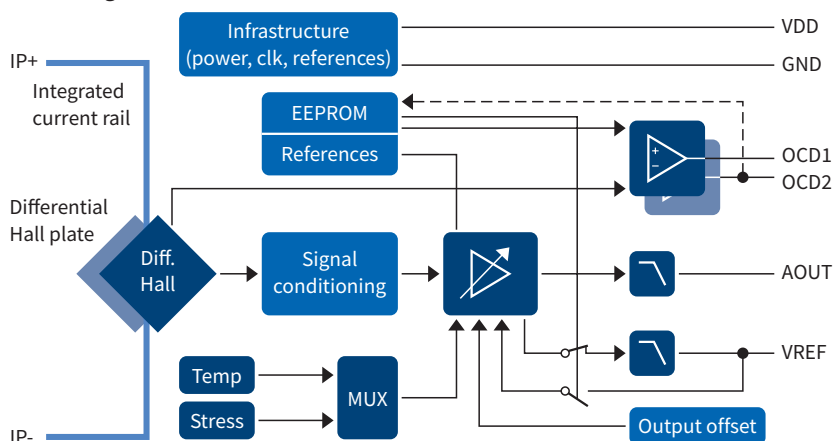 Infrastructure
(power, clk, references)
VDD
GND
IP+
Integrated
current rail
EEPROM
References
+
−
OCD1
OCD2
Differential
Hall plate
Diff.
Hall
Signal
conditioning
AOUT
VREF
Temp
Stress
MUX
Output offset
IP-